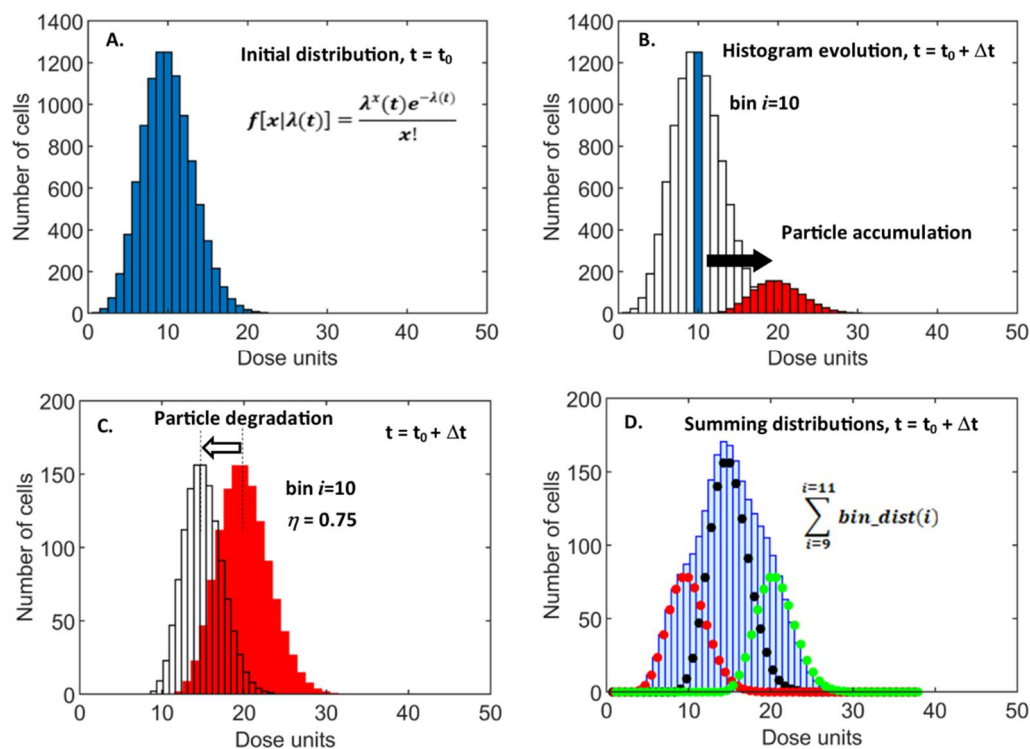 A.
Initial distribution, t = t₀
f[x|λ(t)] = λˣ(t)e^{-λ(t)} / x!
1400
1200
1000
800
600
400
200
0
Number of cells
0 10 20 30 40 50
Dose units
B.
Histogram evolution, t = t₀ + Δt
bin i=10
Particle accumulation
1400
1200
1000
800
600
400
200
0
Number of cells
0 10 20 30 40 50
Dose units
C.
Particle degradation
t = t₀ + Δt
bin i=10
η = 0.75
200
150
100
50
0
Number of cells
0 10 20 30 40 50
Dose units
D.
Summing distributions, t = t₀ + Δt
i=11
∑ bin_dist(i)
i=9
200
150
100
50
0
Number of cells
0 10 20 30 40 50
Dose units